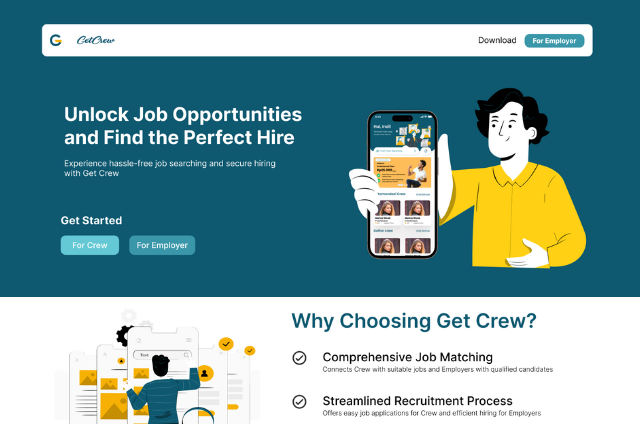 G GetCrew
Download
For Employer
Unlock Job Opportunities
and Find the Perfect Hire
Experience hassle-free job searching and secure hiring
with Get Crew
Get Started
For Crew
For Employer
Why Choosing Get Crew?
Comprehensive Job Matching
Connects Crew with suitable jobs and Employers with qualified candidates
Streamlined Recruitment Process
Offers easy job applications for Crew and efficient hiring for Employers